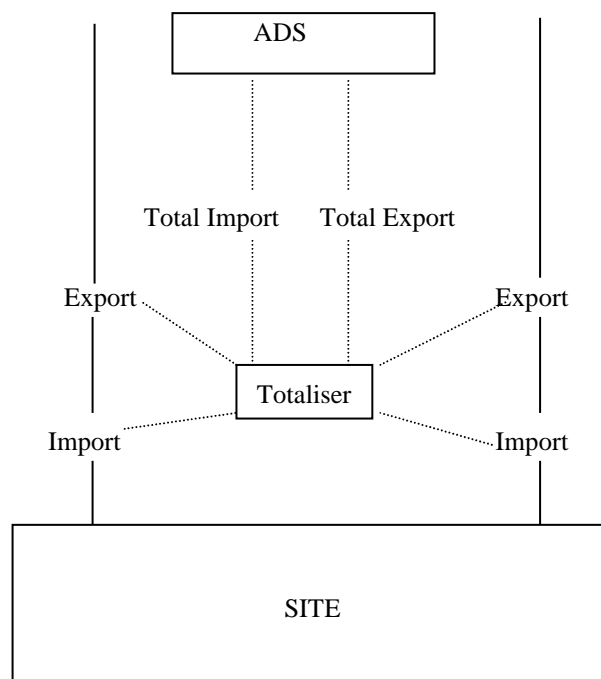 ADS
Total Import Total Export
Export Export
Totaliser
Import Import
SITE